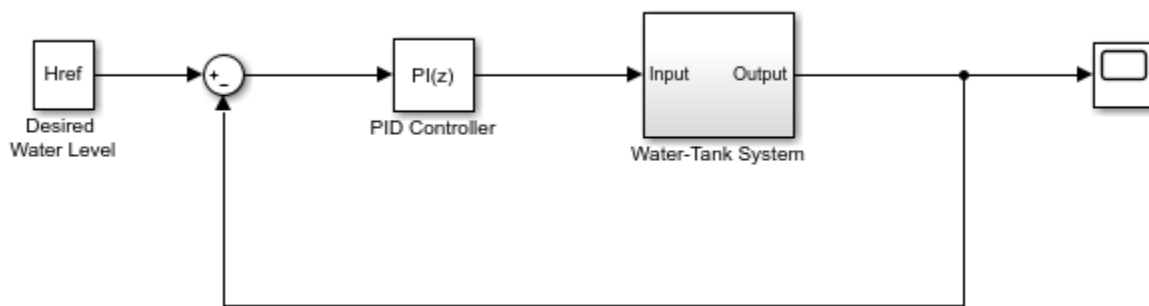 Href
Desired
Water Level
+
-
PI(z)
PID Controller
Input
Output
Water-Tank System